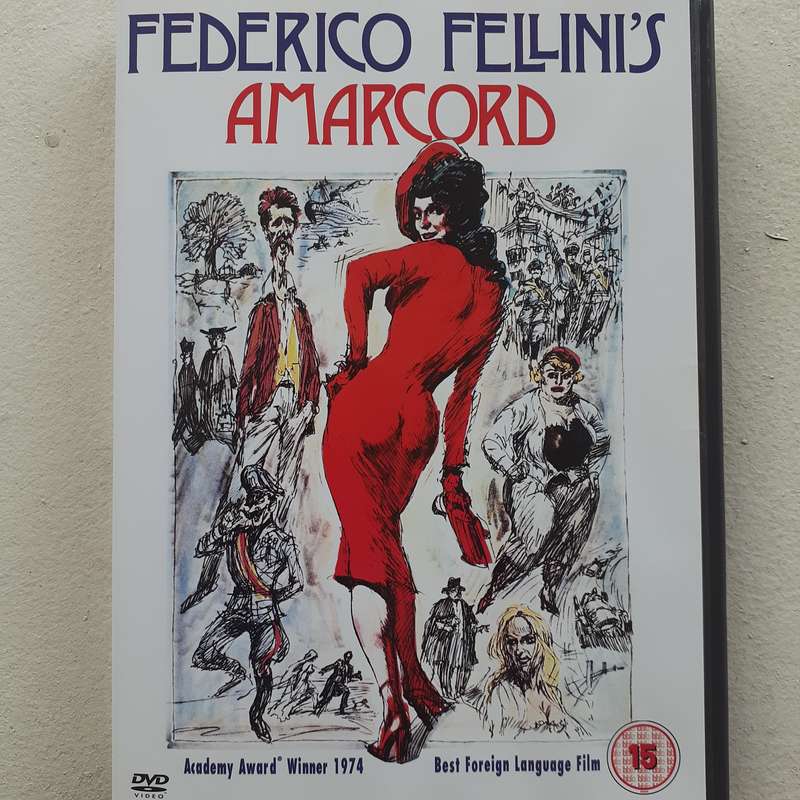 FEDERICO FELLINI'S
AMARCORD
Academy Award® Winner 1974
Best Foreign Language Film
15
DVD
VIDEO